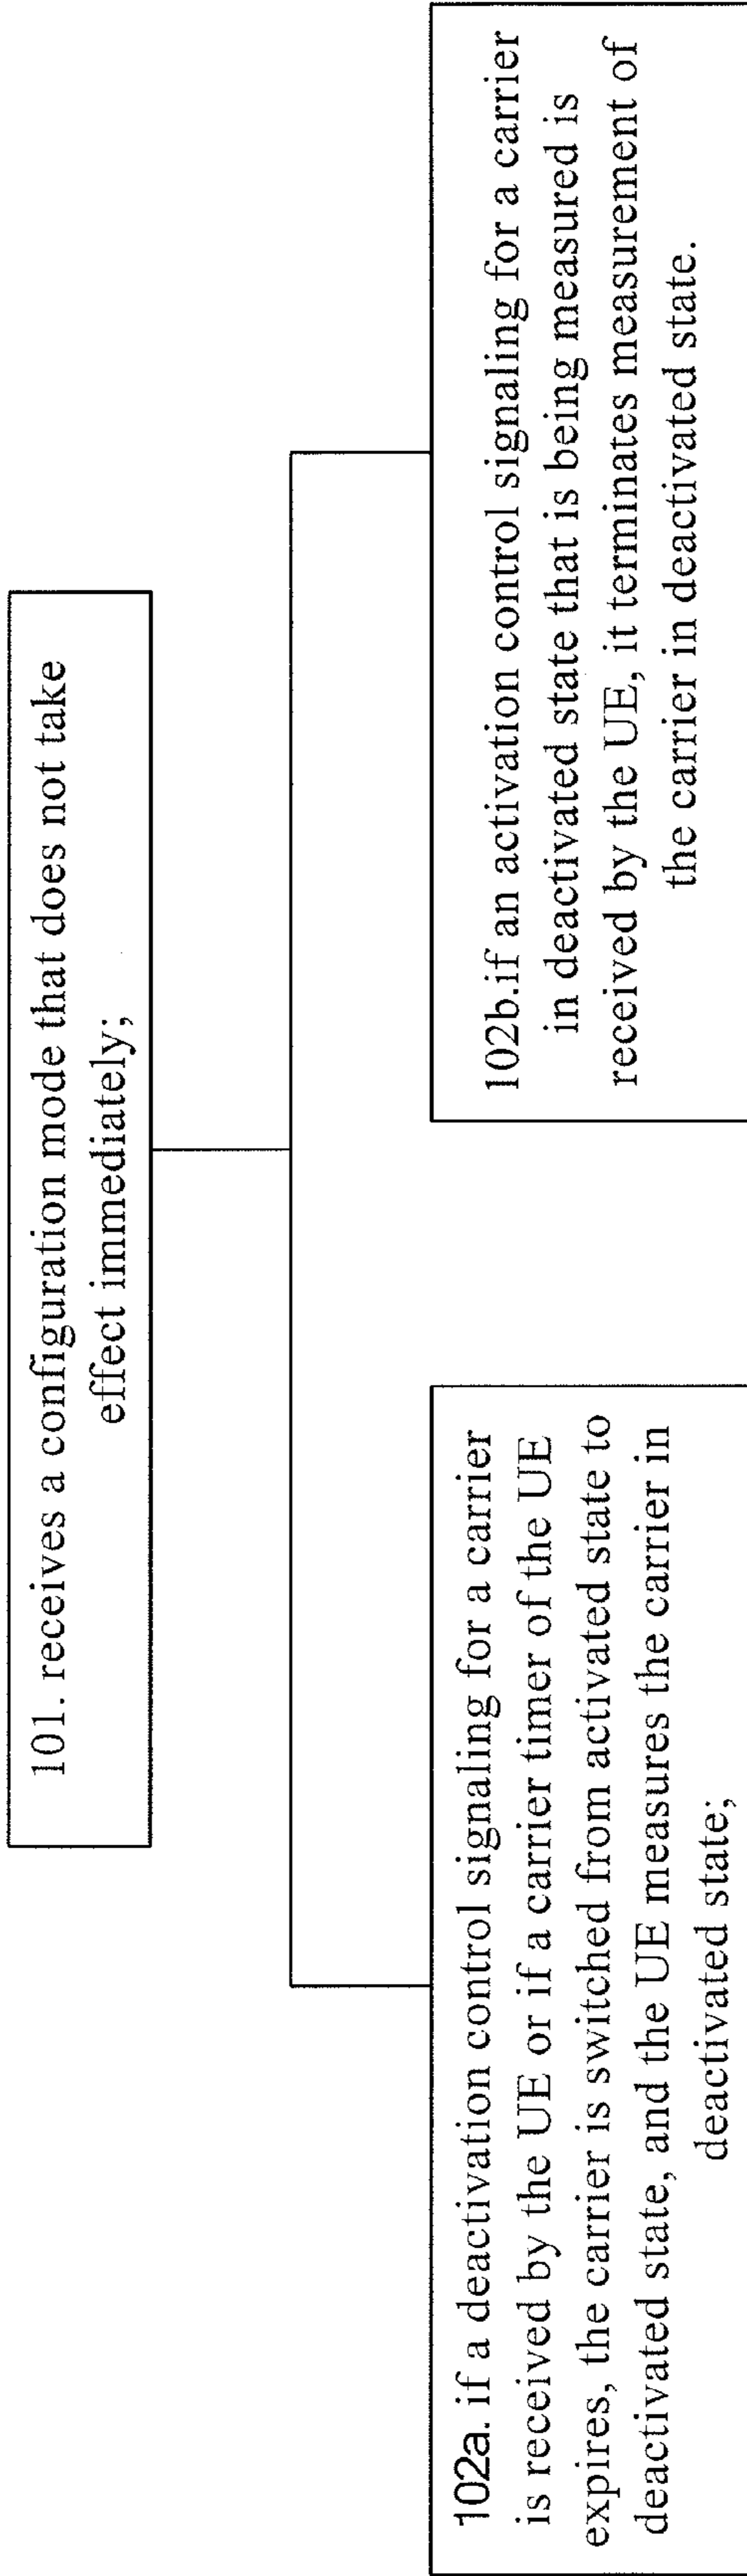 101. receives a configuration mode that does not take
effect immediately;
102a. if a deactivation control signaling for a carrier
is received by the UE or if a carrier timer of the UE
expires, the carrier is switched from activated state to
deactivated state, and the UE measures the carrier in
deactivated state;
102b.if an activation control signaling for a carrier
in deactivated state that is being measured is
received by the UE, it terminates measurement of
the carrier in deactivated state.